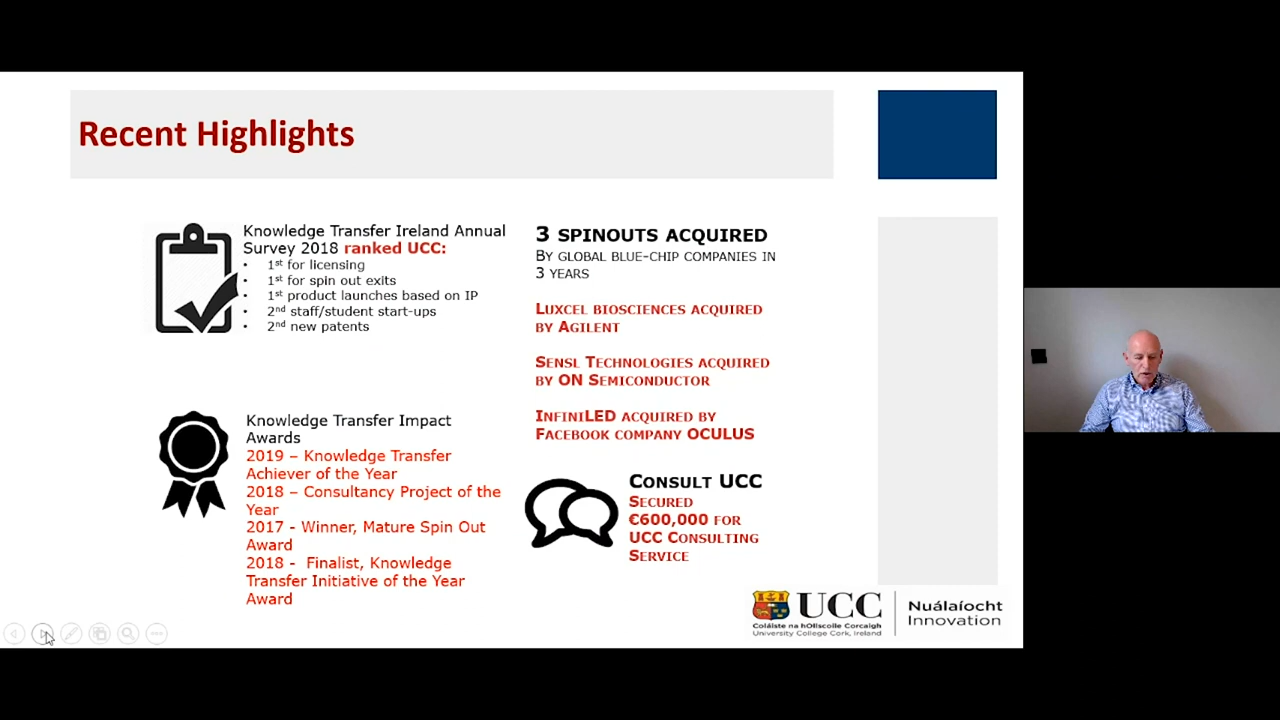 Recent Highlights
Knowledge Transfer Ireland Annual
Survey 2018 ranked UCC:
• 1st for licensing
• 1st for spin out exits
• 1st product launches based on IP
• 2nd staff/student start-ups
• 2nd new patents
Knowledge Transfer Impact
Awards
2019 – Knowledge Transfer
Achiever of the Year
2018 – Consultancy Project of the
Year
2017 - Winner, Mature Spin Out
Award
2018 -  Finalist, Knowledge
Transfer Initiative of the Year
Award
3 SPINOUTS ACQUIRED
BY GLOBAL BLUE-CHIP COMPANIES IN
3 YEARS
LUXCEL BIOSCIENCES ACQUIRED
BY AGILENT
SENSL TECHNOLOGIES ACQUIRED
BY ON SEMICONDUCTOR
INFINILED ACQUIRED BY
FACEBOOK COMPANY OCULUS
CONSULT UCC
SECURED
€600,000 FOR
UCC CONSULTING
SERVICE
UCC
Coláiste na hOllscoile Corcaigh
University College Cork, Ireland
Nuálaíocht
Innovation